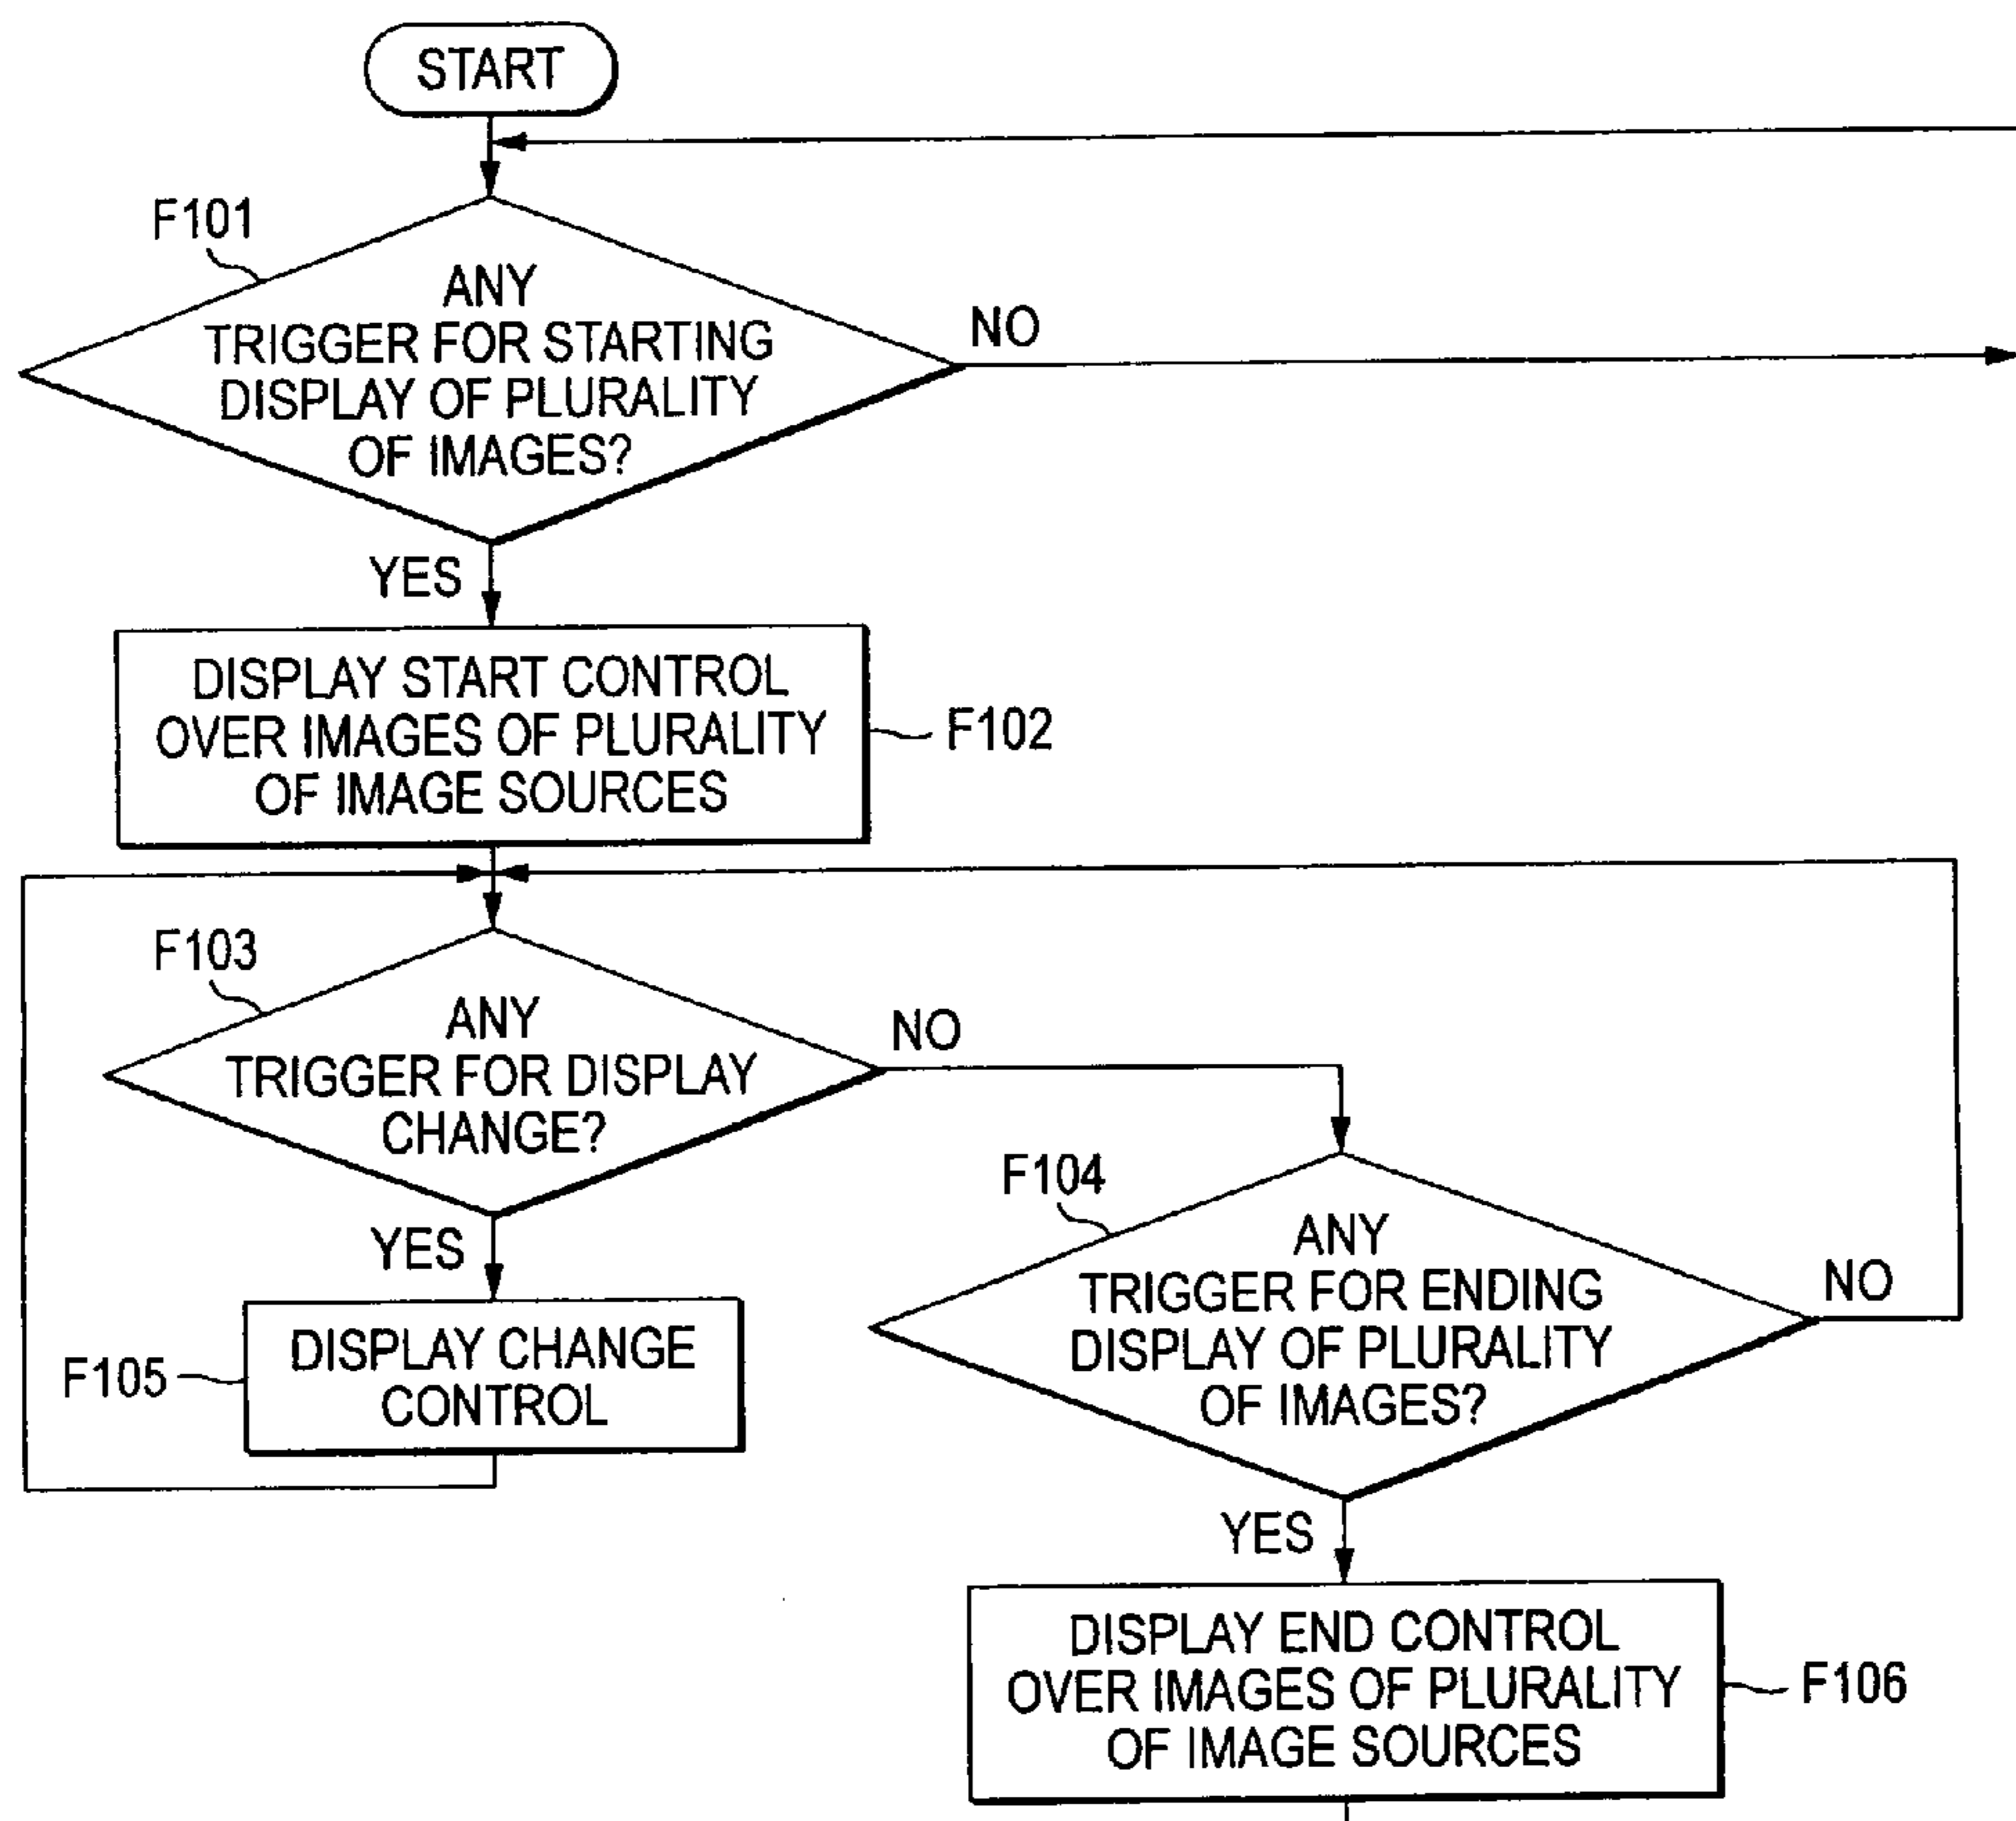 START
F101
ANY
TRIGGER FOR STARTING
DISPLAY OF PLURALITY
OF IMAGES?
NO
YES
DISPLAY START CONTROL
OVER IMAGES OF PLURALITY
OF IMAGE SOURCES
F102
F103
ANY
TRIGGER FOR DISPLAY
CHANGE?
NO
YES
F105
DISPLAY CHANGE
CONTROL
F104
ANY
TRIGGER FOR ENDING
DISPLAY OF PLURALITY
OF IMAGES?
NO
YES
DISPLAY END CONTROL
OVER IMAGES OF PLURALITY
OF IMAGE SOURCES
F106